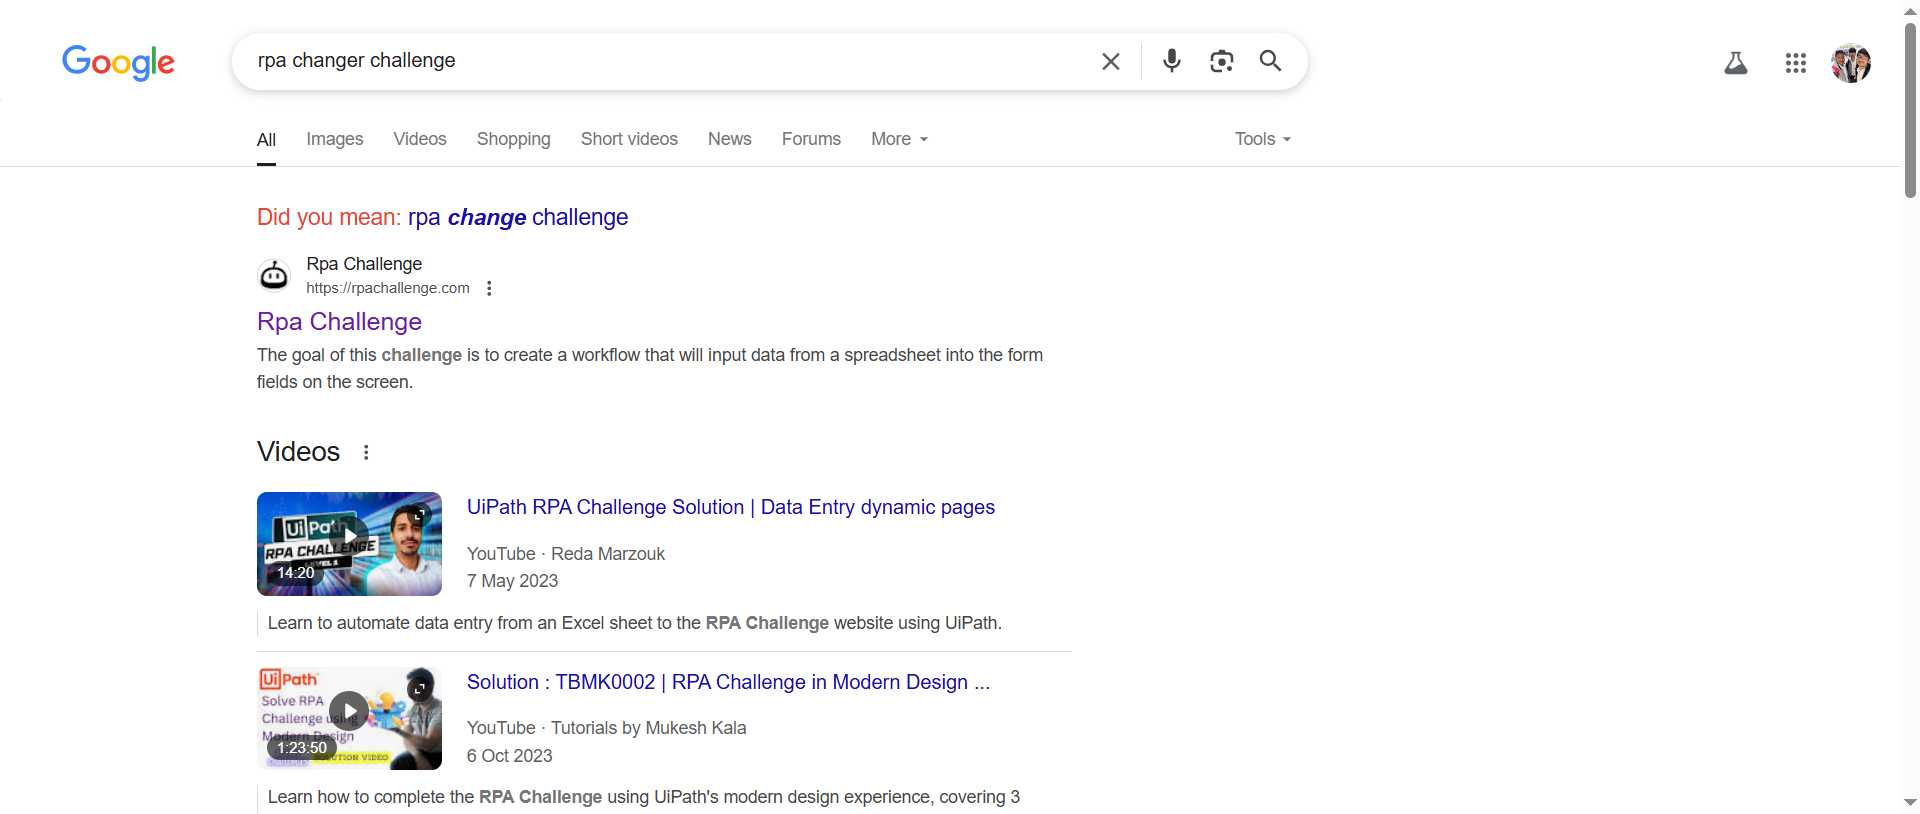 Google
rpa changer challenge
All Images Videos Shopping Short videos News Forums More Tools
Did you mean: rpa change challenge
Rpa Challenge
https://rpachallenge.com
Rpa Challenge
The goal of this challenge is to create a workflow that will input data from a spreadsheet into the form
fields on the screen.
Videos
UiPath
RPA CHALLENGE
LEVEL 1
14:20
UiPath RPA Challenge Solution | Data Entry dynamic pages
YouTube · Reda Marzouk
7 May 2023
Learn to automate data entry from an Excel sheet to the RPA Challenge website using UiPath.
UiPath
Solve RPA
Challenge using
Modern Design
1:23:50
VIDEO
Solution : TBMK0002 | RPA Challenge in Modern Design ...
YouTube · Tutorials by Mukesh Kala
6 Oct 2023
Learn how to complete the RPA Challenge using UiPath's modern design experience, covering 3